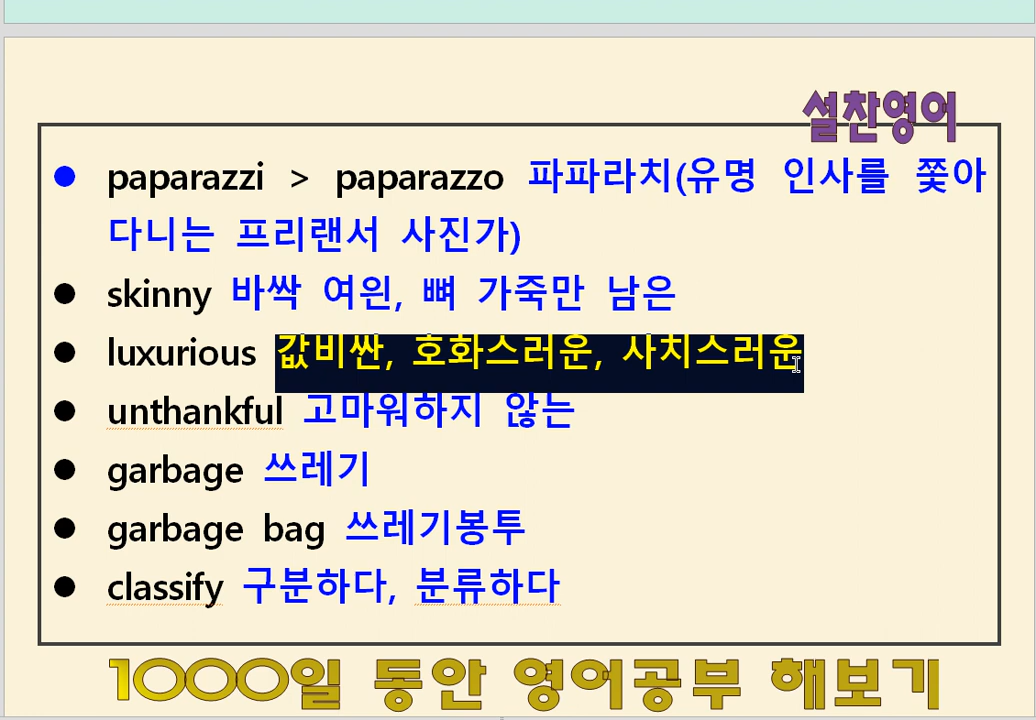 설찬영어
paparazzi > paparazzo 파파라치(유명 인사를 쫓아
다니는 프리랜서 사진가)
skinny 바싹 여윈, 뼈 가죽만 남은
luxurious 값비싼, 호화스러운, 사치스러운
unthankful 고마워하지 않는
garbage 쓰레기
garbage bag 쓰레기봉투
classify 구분하다, 분류하다
1000일 동안 영어공부 해보기